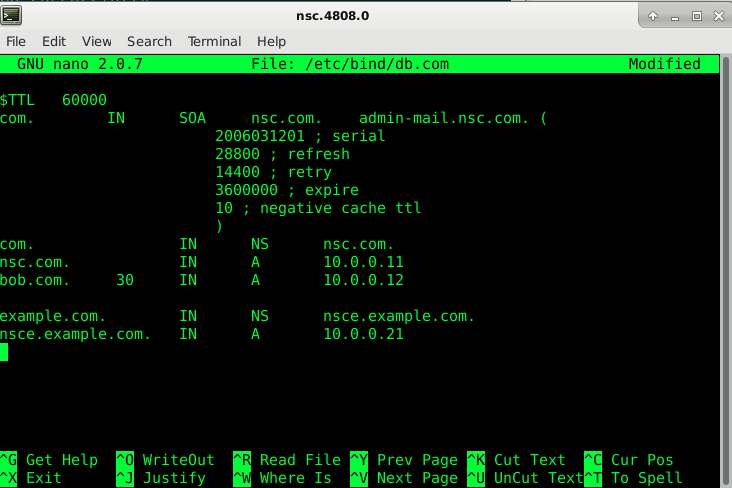 nsc.4808.0
File Edit View Search Terminal Help
GNU nano 2.0.7 File: /etc/bind/db.com Modified
$TTL 60000
com. IN SOA nsc.com. admin-mail.nsc.com. (
2006031201 ; serial
28800 ; refresh
14400 ; retry
3600000 ; expire
10 ; negative cache ttl
)
com. IN NS nsc.com.
nsc.com. IN A 10.0.0.11
bob.com. 30 IN A 10.0.0.12
example.com. IN NS nsce.example.com.
nsce.example.com. IN A 10.0.0.21
^G Get Help ^O WriteOut ^R Read File ^Y Prev Page ^K Cut Text ^C Cur Pos
^X Exit ^J Justify ^W Where Is ^V Next Page ^U UnCut Text ^T To Spell